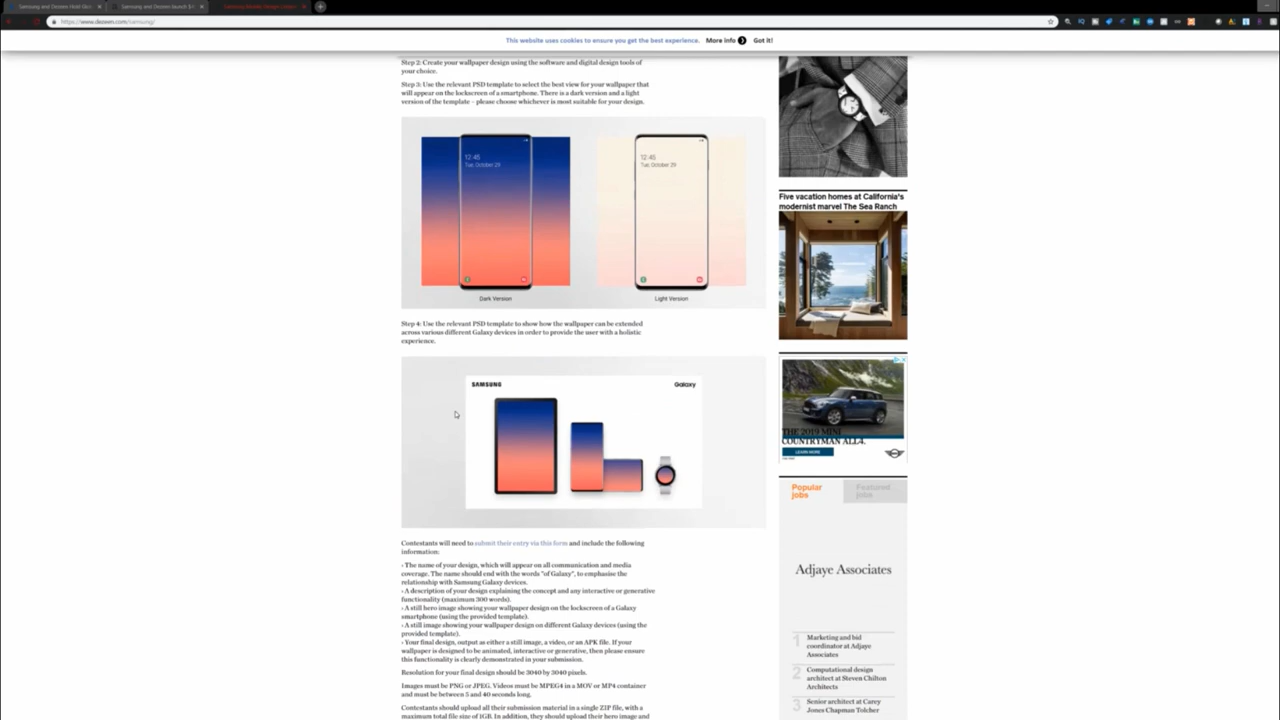 Samsung and Dezeen
Samsung and Dezeen launch
Samsung Mobile Design
https://www.dezeen.com/samsung/
This website uses cookies to ensure you get the best experience. More info Got it!
Step 2: Create your wallpaper design using the software and digital design tools of
your choice.
Step 3: Use the relevant PSD template to select the best view for your wallpaper that
will appear on the lockscreen of a smartphone. There is a dark version and a light
version of the template – please choose whichever is most suitable for your design.
12:45
Tue, October 29
12:45
Tue, October 29
Dark Version
Light Version
Step 4: Use the relevant PSD template to show how the wallpaper can be extended
across various different Galaxy devices in order to provide the user with a holistic
experience.
SAMSUNG
Galaxy
Contestants will need to submit their entry via this form and include the following
information:
› The name of your design, which will appear on all communication and media
coverage. The name should end with the words "of Galaxy", to emphasise the
relationship with Samsung Galaxy devices.
› A description of your design explaining the concept and any interactive or generative
functionality (maximum 300 words).
› A still hero image showing your wallpaper design on the lockscreen of a Galaxy
smartphone (using the provided template).
› A still image showing your wallpaper design on different Galaxy devices (using the
provided template).
› Your final design, output as either a still image, a video, or an APK file. If your
wallpaper is designed to be animated, interactive or generative, then please ensure
this functionality is clearly demonstrated in your submission.
Resolution for your final design should be 3040 by 3040 pixels.
Images must be PNG or JPEG. Videos must be MPEG4 in a MOV or MP4 container
and must be between 5 and 40 seconds long.
Contestants should upload all their submission material in a single ZIP file, with a
maximum total file size of 1GB. In addition, they should upload their hero image and
Five vacation homes at California's
modernist marvel The Sea Ranch
THE 2019 MINI
COUNTRYMAN ALL4.
LEARN MORE
Popular
jobs
Featured
jobs
Adjaye Associates
1 Marketing and bid
coordinator at Adjaye
Associates
2 Computational design
architect at Steven Chilton
Architects
3 Senior architect at Carey
Jones Chapman Tolcher